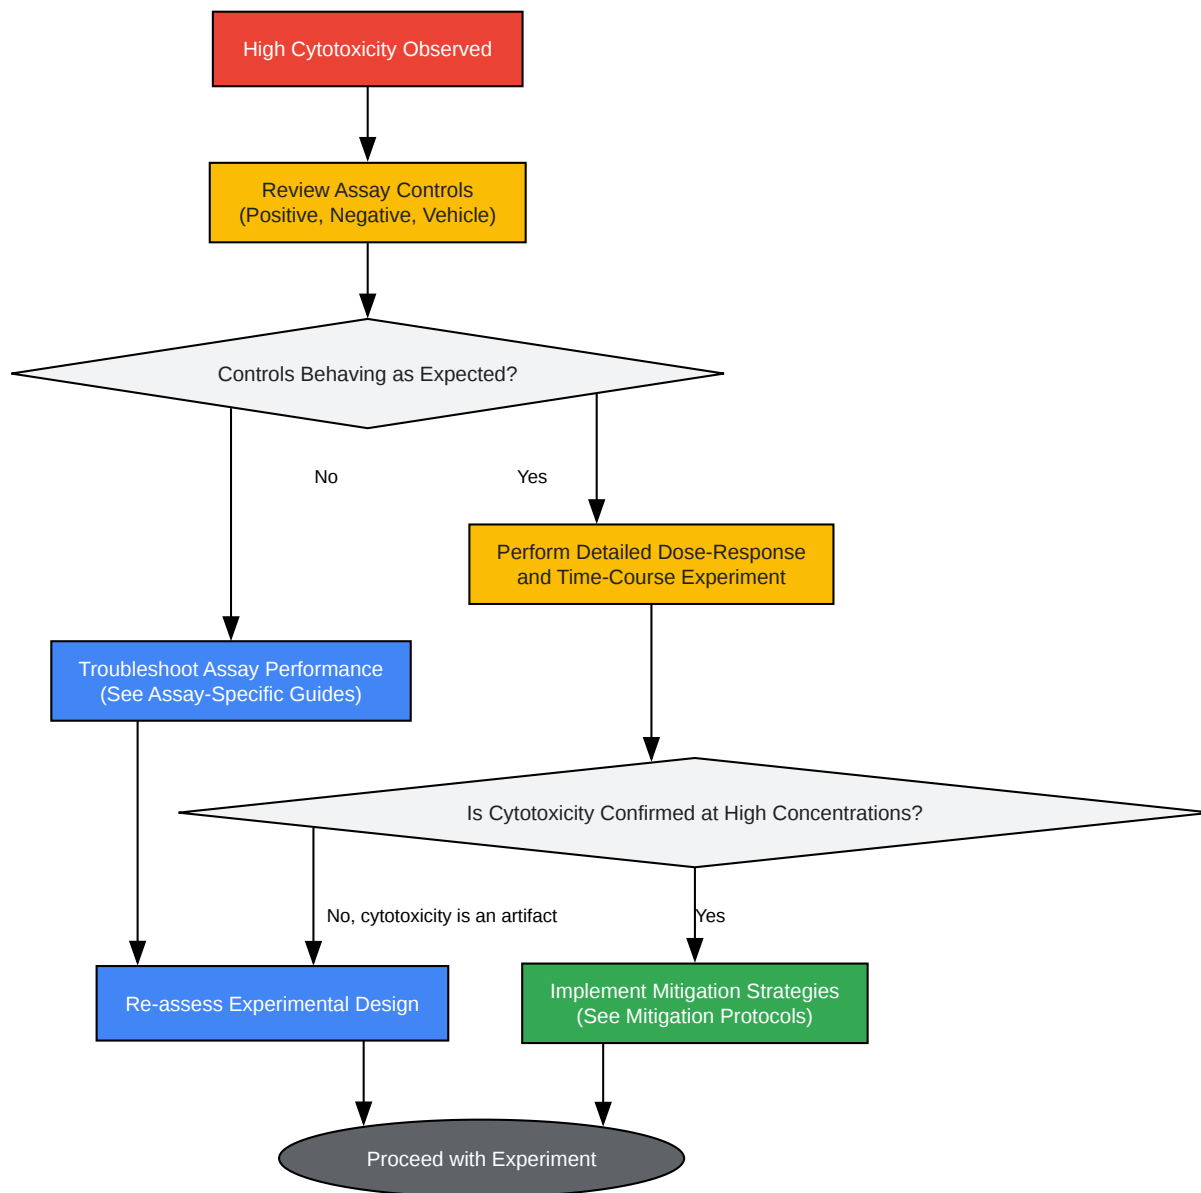 High Cytotoxicity Observed
Review Assay Controls
(Positive, Negative, Vehicle)
Controls Behaving as Expected?
No
Yes
Perform Detailed Dose-Response
and Time-Course Experiment
Troubleshoot Assay Performance
(See Assay-Specific Guides)
Is Cytotoxicity Confirmed at High Concentrations?
No, cytotoxicity is an artifact
Yes
Re-assess Experimental Design
Implement Mitigation Strategies
(See Mitigation Protocols)
Proceed with Experiment